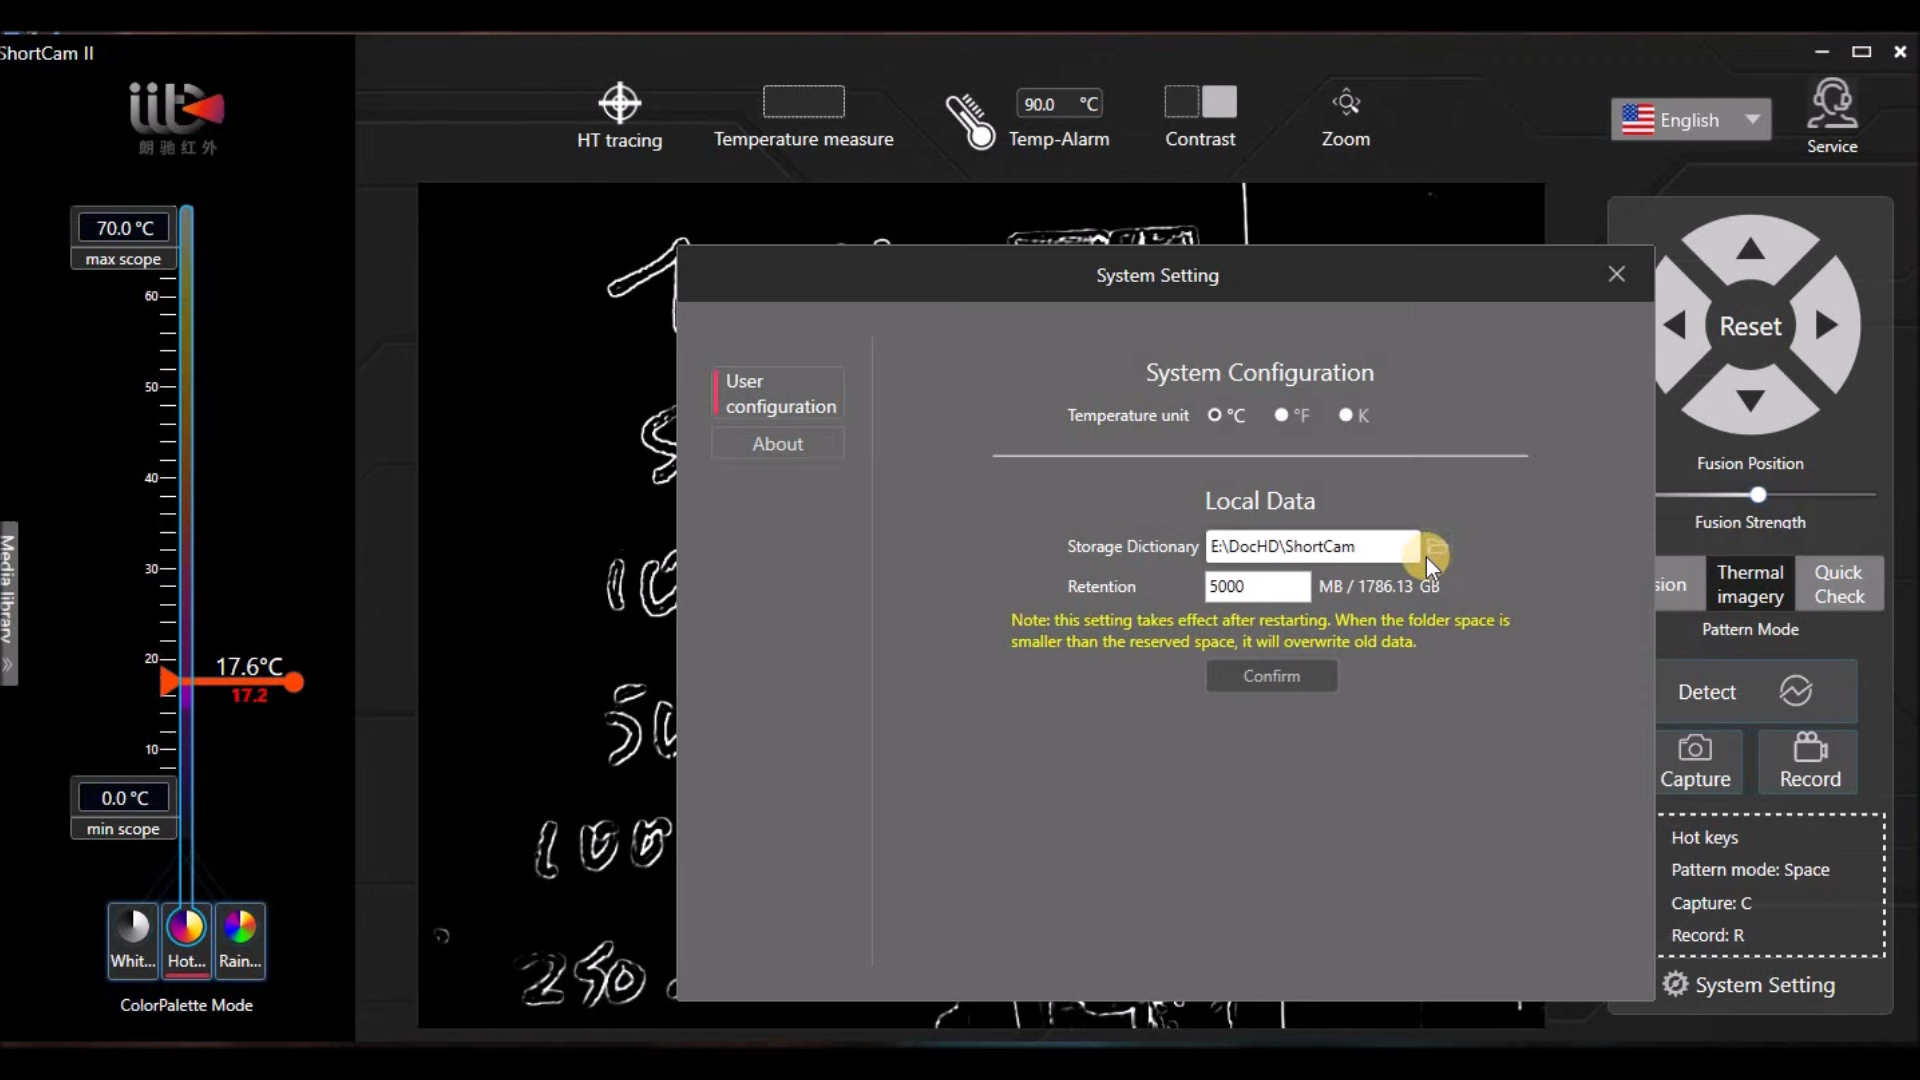 ShortCam II
iit
朗驰红外
HT tracing
Temperature measure
90.0 °C
Temp-Alarm
Contrast
Zoom
English
Service
70.0 °C
max scope
60
50
40
30
20
10
17.6°C
17.2
0.0 °C
min scope
Whit...
Hot...
Rain...
ColorPalette Mode
Media library
System Setting
User
configuration
About
System Configuration
Temperature unit °C °F K
Local Data
Storage Dictionary E:\DocHD\ShortCam
Retention 5000 MB / 1786.13 GB
Note: this setting takes effect after restarting. When the folder space is
smaller than the reserved space, it will overwrite old data.
Confirm
Reset
Fusion Position
Fusion Strength
sion
Thermal
imagery
Quick
Check
Pattern Mode
Detect
Capture
Record
Hot keys
Pattern mode: Space
Capture: C
Record: R
System Setting
100
250